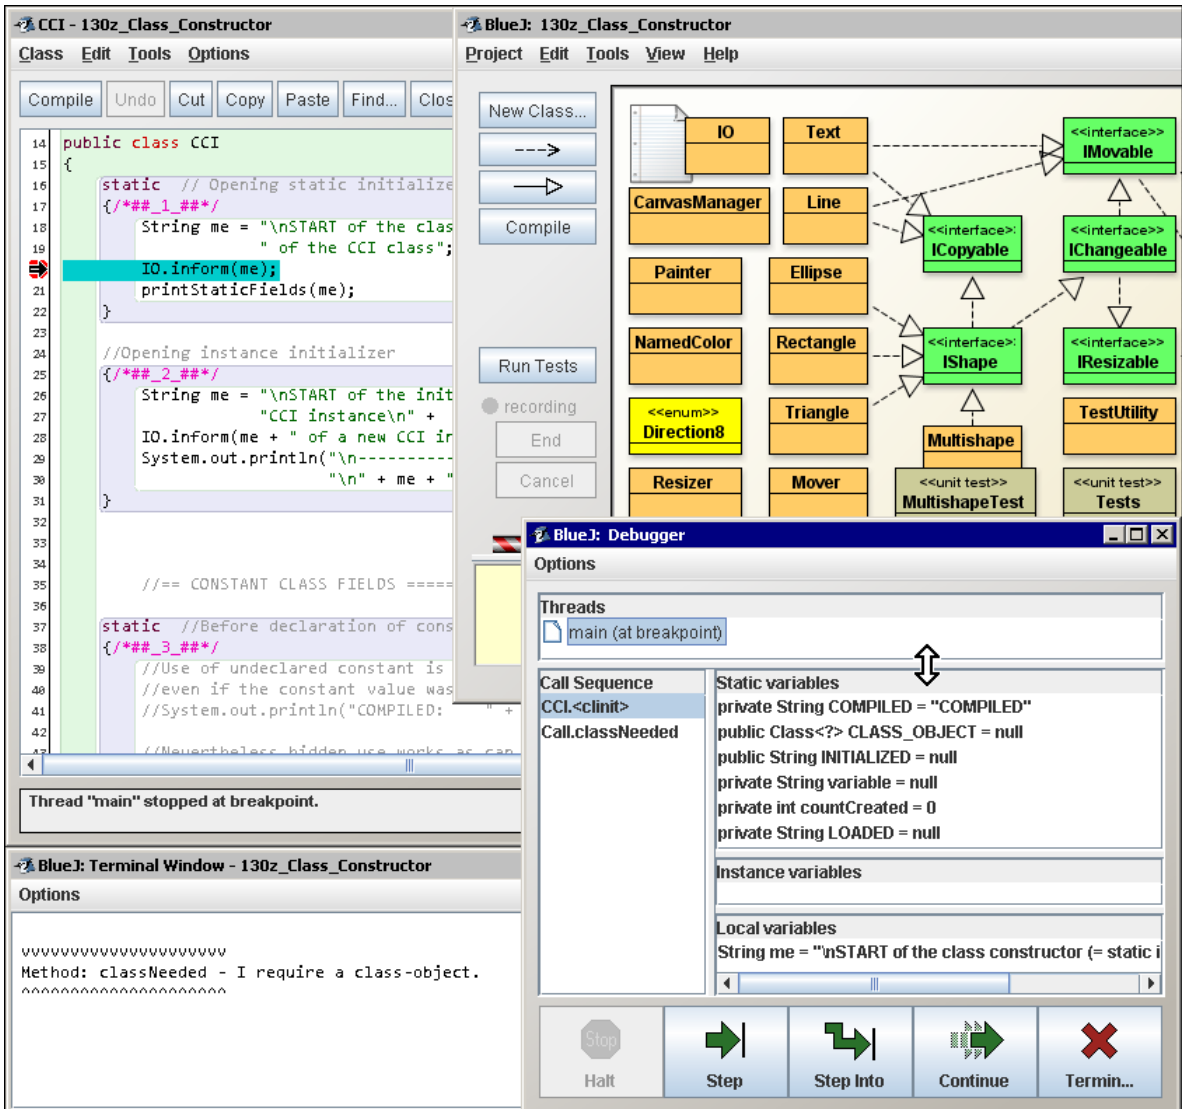 CCI - 130z_Class_Constructor
Class Edit Tools Options
Compile Undo Cut Copy Paste Find... Clos
14 public class CCI
15 {
16 static // Opening static initialize
17 {/*##_1_##*/
18 String me = "\nSTART of the clas
19 " of the CCI class";
IO.inform(me);
21 printStaticFields(me);
22 }
23
24 //Opening instance initializer
25 {/*##_2_##*/
26 String me = "\nSTART of the init
27 "CCI instance\n" +
28 IO.inform(me + " of a new CCI in
29 System.out.println("\n----------
30 "\n" + me + "
31 }
32
33
34
35 //== CONSTANT CLASS FIELDS =====
36
37 static //Before declaration of cons
38 {/*##_3_##*/
39 //Use of undeclared constant is
40 //even if the constant value was
41 //System.out.println("COMPILED: " +
42
43 //Nevertheless hidden use works as can
Thread "main" stopped at breakpoint.
BlueJ: 130z_Class_Constructor
Project Edit Tools View Help
New Class...
Compile
Run Tests
recording
End
Cancel
IO
Text
<<interface>>
IMovable
CanvasManager
Line
<<interface>:
ICopyable
<<interface>>
IChangeable
Painter
Ellipse
NamedColor
Rectangle
<<interface>:
IShape
<<interface>>
IResizable
<<enum>>
Direction8
Triangle
Multishape
TestUtility
Resizer
Mover
<<unit test>>
MultishapeTest
<<unit test>>
Tests
BlueJ: Terminal Window - 130z_Class_Constructor
Options
vvvvvvvvvvvvvvvvvvvvv
Method: classNeeded - I require a class-object.
^^^^^^^^^^^^^^^^^^^^^
BlueJ: Debugger
Options
Threads
main (at breakpoint)
Call Sequence
CCI.<clinit>
Call.classNeeded
Static variables
private String COMPILED = "COMPILED"
public Class<?> CLASS_OBJECT = null
public String INITIALIZED = null
private String variable = null
private int countCreated = 0
private String LOADED = null
Instance variables
Local variables
String me = "\nSTART of the class constructor (= static i
Stop
Halt
Step
Step Into
Continue
Termin...